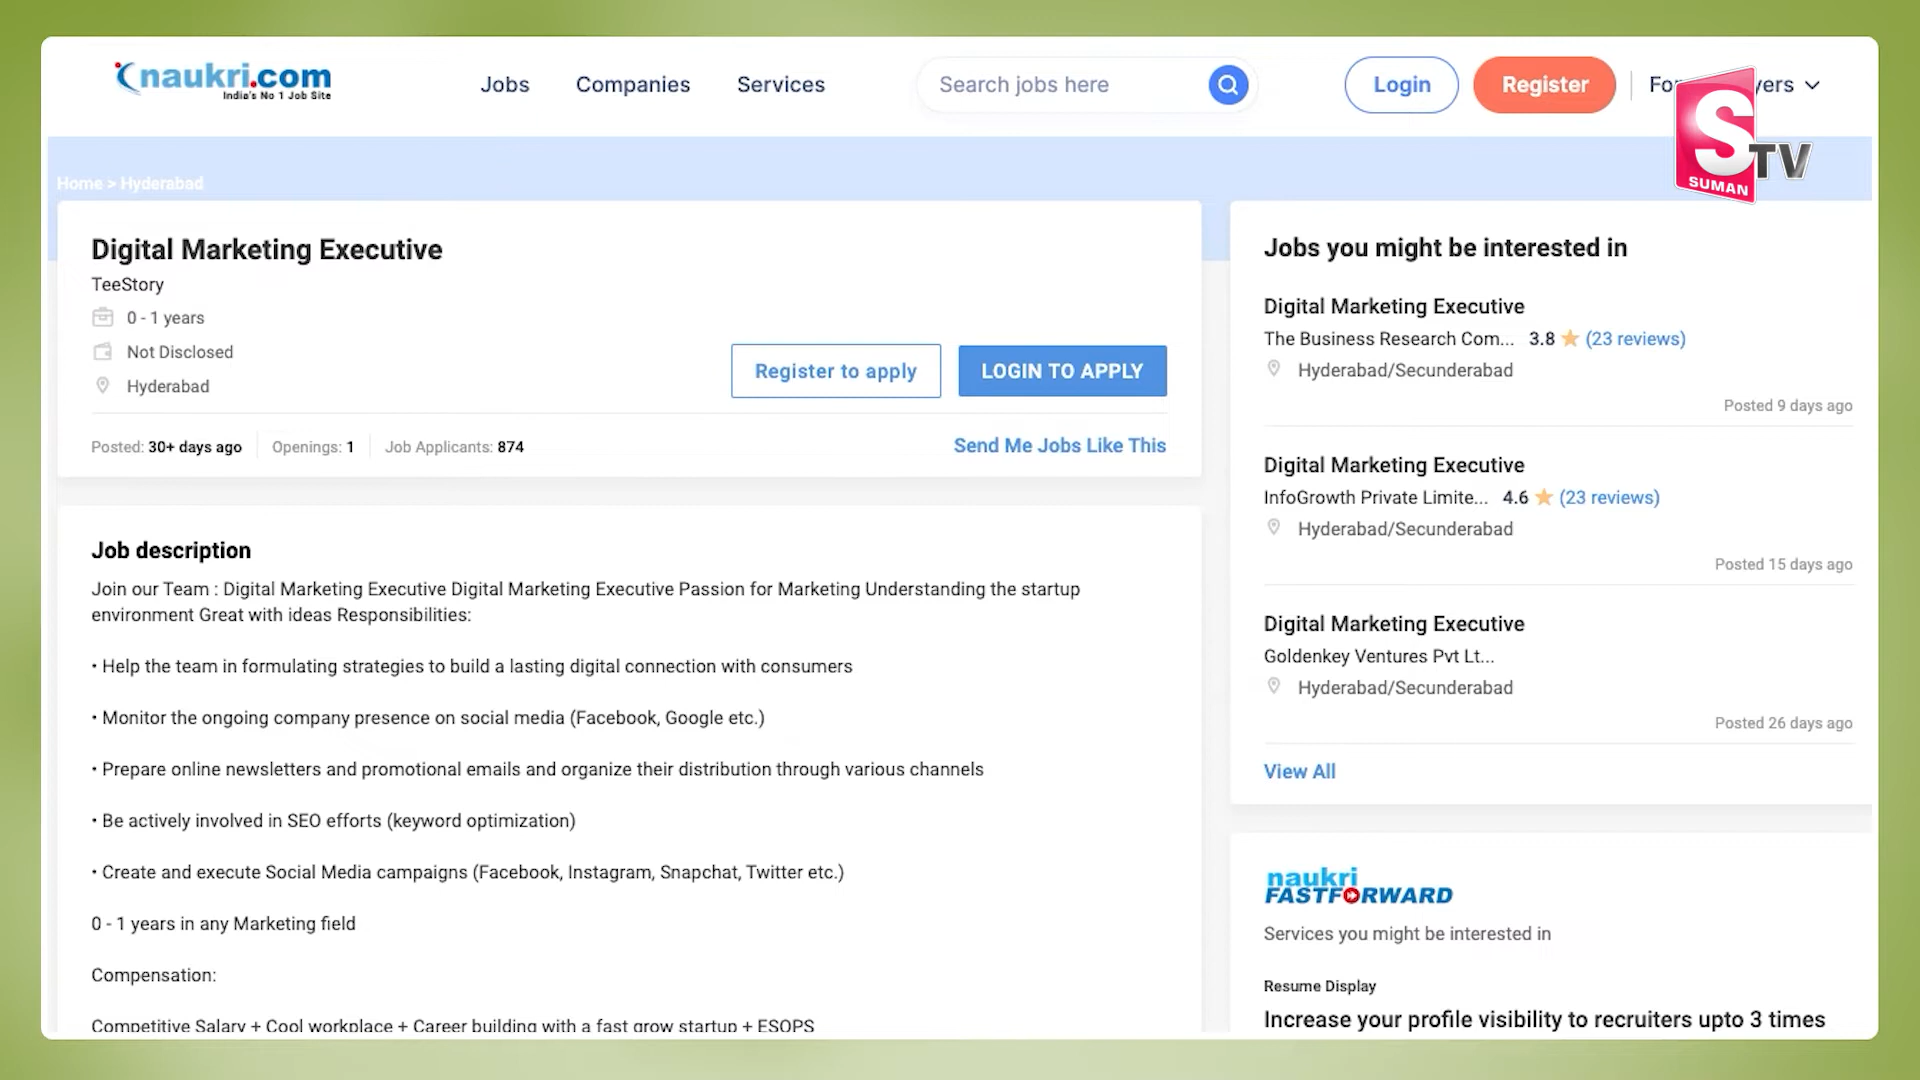 naukri.com
India's No 1 Job Site
Jobs
Companies
Services
Search jobs here
Login
Register
S
SUMAN
TV
Home > Hyderabad
Digital Marketing Executive
TeeStory
0 - 1 years
Not Disclosed
Hyderabad
Register to apply
LOGIN TO APPLY
Posted: 30+ days ago
Openings: 1
Job Applicants: 874
Send Me Jobs Like This
Job description
Join our Team : Digital Marketing Executive Digital Marketing Executive Passion for Marketing Understanding the startup
environment Great with ideas Responsibilities:
• Help the team in formulating strategies to build a lasting digital connection with consumers
• Monitor the ongoing company presence on social media (Facebook, Google etc.)
• Prepare online newsletters and promotional emails and organize their distribution through various channels
• Be actively involved in SEO efforts (keyword optimization)
• Create and execute Social Media campaigns (Facebook, Instagram, Snapchat, Twitter etc.)
0 - 1 years in any Marketing field
Compensation:
Competitive Salary + Cool workplace + Career building with a fast grow startup + ESOPS
Jobs you might be interested in
Digital Marketing Executive
The Business Research Com... 3.8 (23 reviews)
Hyderabad/Secunderabad
Posted 9 days ago
Digital Marketing Executive
InfoGrowth Private Limite... 4.6 (23 reviews)
Hyderabad/Secunderabad
Posted 15 days ago
Digital Marketing Executive
Goldenkey Ventures Pvt Lt...
Hyderabad/Secunderabad
Posted 26 days ago
View All
naukri
FASTFORWARD
Services you might be interested in
Resume Display
Increase your profile visibility to recruiters upto 3 times